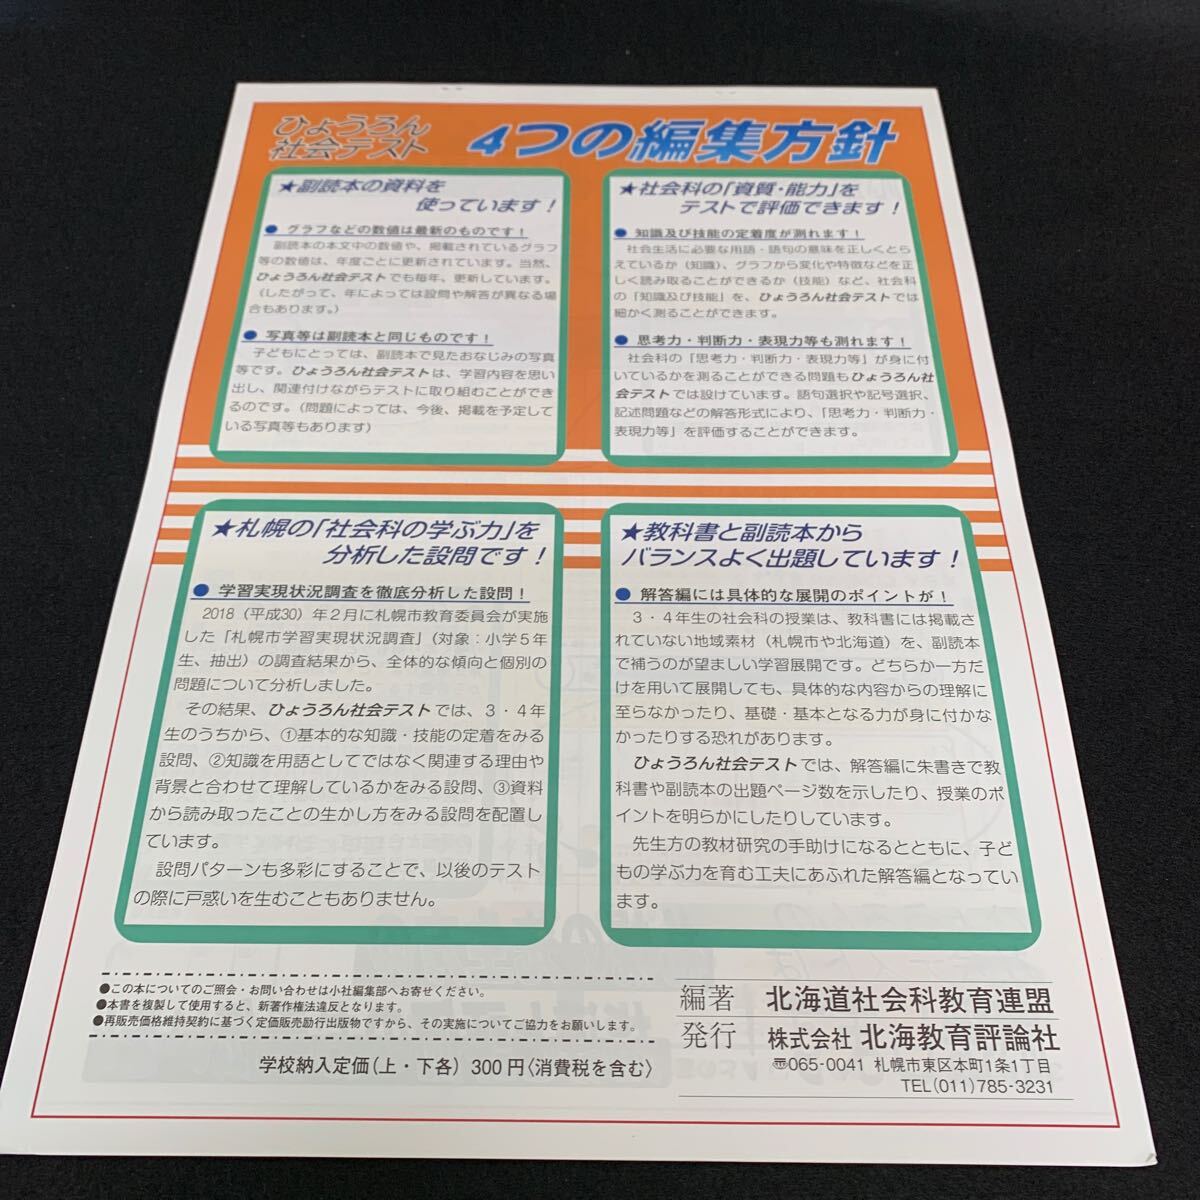 ひょうろん
社会テスト
4つの編集方針
★副読本の資料を
使っています！
● グラフなどの数値は最新のものです！
副読本の本文中の数値や、掲載されているグラフ
等の数値は、年度ごとに更新されています。当然、
ひょうろん社会テストでも毎年、更新しています。
（したがって、年によっては設問や解答が異なる場
合もあります。）
● 写真等は副読本と同じものです！
子どもにとっては、副読本で見たおなじみの写真
等です。ひょうろん社会テストは、学習内容を思い
出し、関連付けながらテストに取り組むことができ
るのです。（問題によっては、今後、掲載を予定して
いる写真等もあります）
★社会科の「資質・能力」を
テストで評価できます！
● 知識及び技能の定着度が測れます！
社会生活に必要な用語・語句の意味を正しくとら
えているか（知識）、グラフから変化や特徴などを正
しく読み取ることができるか（技能）など、社会科
の「知識及び技能」を、ひょうろん社会テストでは
細かく測ることができます。
● 思考力・判断力・表現力等も測れます！
社会科の「思考力・判断力・表現力等」が身に付
いているかを測ることができる問題もひょうろん社
会テストでは設けています。語句選択や記号選択、
記述問題などの解答形式により、「思考力・判断力・
表現力等」を評価することができます。
★札幌の「社会科の学ぶ力」を
分析した設問です！
● 学習実現状況調査を徹底分析した設問！
2018（平成30）年２月に札幌市教育委員会が実施
した「札幌市学習実現状況調査」（対象：小学５年
生、抽出）の調査結果から、全体的な傾向と個別の
問題について分析しました。
その結果、ひょうろん社会テストでは、３・４年
生のうちから、①基本的な知識・技能の定着をみる
設問、②知識を用語としてではなく関連する理由や
背景と合わせて理解しているかをみる設問、③資料
から読み取ったことの生かし方をみる設問を配置し
ています。
設問パターンも多彩にすることで、以後のテスト
の際に戸惑いを生むこともありません。
★教科書と副読本から
バランスよく出題しています！
● 解答編には具体的な展開のポイントが！
３・４年生の社会科の授業は、教科書には掲載さ
れていない地域素材（札幌市や北海道）を、副読本
で補うのが望ましい学習展開です。どちらか一方だ
けを用いて展開しても、具体的な内容からの理解に
至らなかったり、基礎・基本となる力が身に付かな
かったりする恐れがあります。
ひょうろん社会テストでは、解答編に朱書きで教
科書や副読本の出題ページ数を示したり、授業のポ
イントを明らかにしたりしています。
先生方の教材研究の手助けになるとともに、子ど
もの学ぶ力を育む工夫にあふれた解答編となってい
ます。
●この本についてのご照会・お問い合わせは小社編集部へお寄せください。
●本書を複製して使用すると、新著作権法違反となります。
●再販売価格維持契約に基づく定価販売励行出版物ですから、その実施についてご協力をお願いします。
学校納入定価（上・下各）300円〈消費税を含む〉
編著 北海道社会科教育連盟
発行 株式会社 北海教育評論社
〠065-0041 札幌市東区本町1条1丁目
TEL（011）785-3231